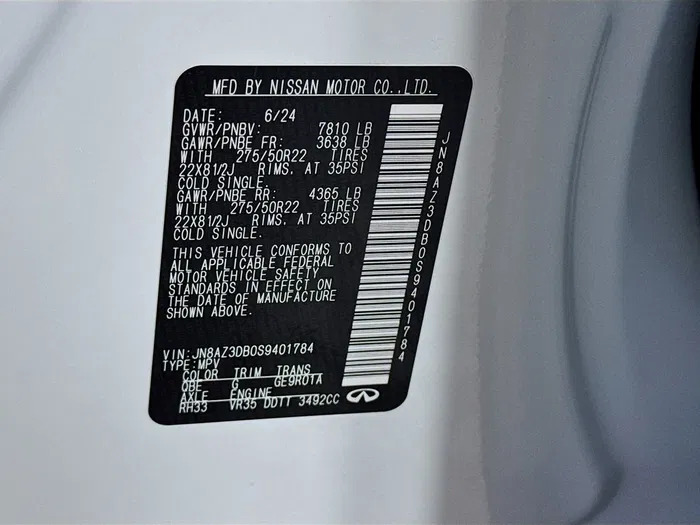 MFD BY NISSAN MOTOR CO.,LTD.
DATE: 6/24
GVWR/PNBV: 7810 LB
GAWR/PNBE FR: 3638 LB
WITH 275/50R22 TIRES
22X81/2J RIMS, AT 35PSI
COLD SINGLE.
GAWR/PNBE RR: 4365 LB
WITH 275/50R22 TIRES
22X81/2J RIMS, AT 35PSI
COLD SINGLE.
THIS VEHICLE CONFORMS TO
ALL APPLICABLE FEDERAL
MOTOR VEHICLE SAFETY
STANDARDS IN EFFECT ON
THE DATE OF MANUFACTURE
SHOWN ABOVE.
VIN:JN8AZ3DB0S9401784
TYPE:MPV
COLOR TRIM TRANS
QBE G GE9R01A
AXLE ENGINE
RH33 VR35 DDTT 3492CC
JN8AZ3DB0S9401784